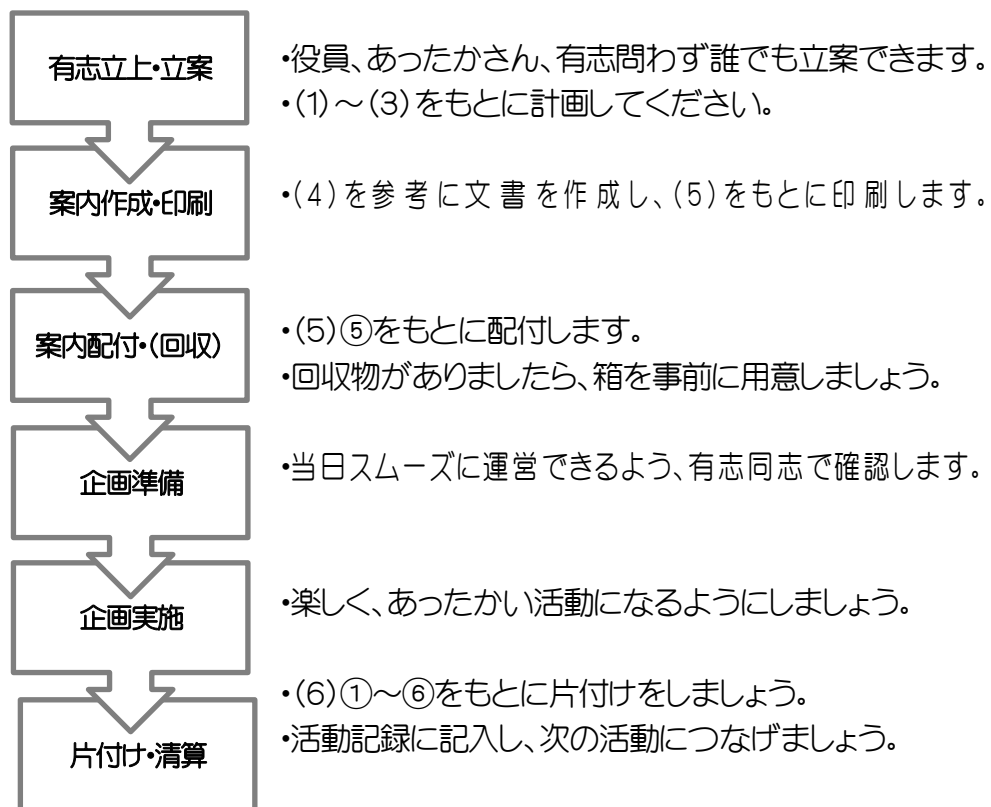 有志立上・立案
・役員、あったかさん、有志問わず誰でも立案できます。
・(1)～(3)をもとに計画してください。
案内作成・印刷
・(4)を参考に文書を作成し、(5)をもとに印刷します。
案内配付・(回収)
・(5)⑤をもとに配付します。
・回収物がありましたら、箱を事前に用意しましょう。
企画準備
・当日スムーズに運営できるよう、有志同志で確認します。
企画実施
・楽しく、あったかい活動になるようにしましょう。
片付け・清算
・(6)①～⑥をもとに片付けをしましょう。
・活動記録に記入し、次の活動につなげましょう。